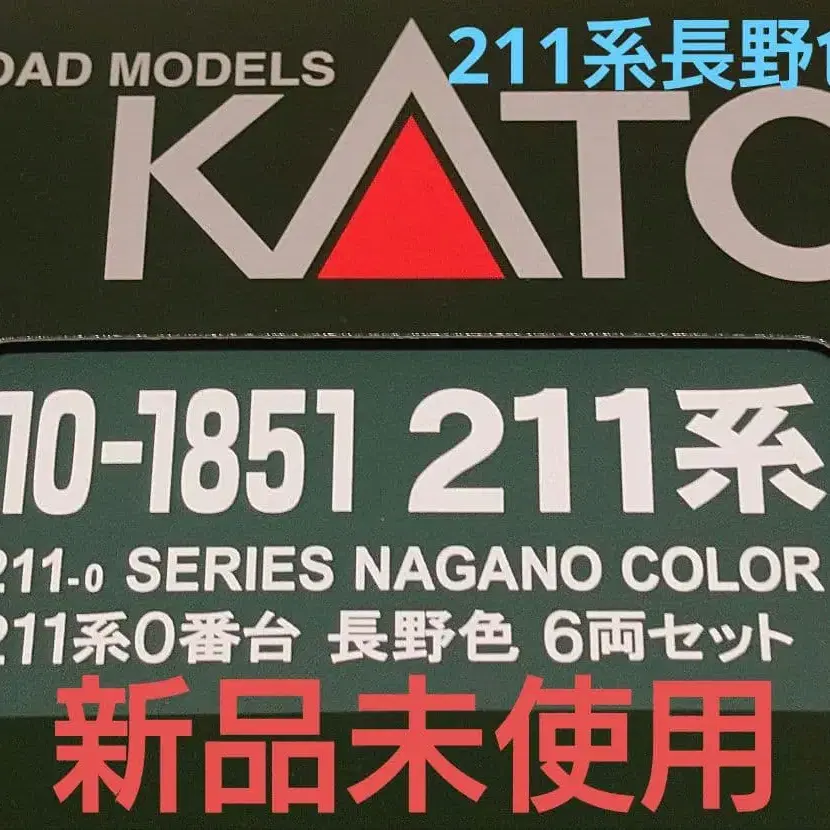 OAD MODELS
211系長野
KATO
10-1851 211系
211-0 SERIES NAGANO COLOR
211系0番台 長野色 6両セット
新品未使用